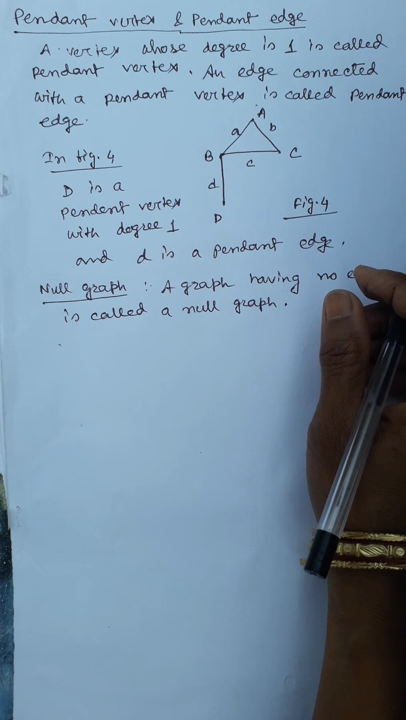 Pendant vertex & Pendant edge
A vertex whose degree is 1 is called
pendant vertex. An edge connected
with a pendant vertex is called pendant
edge.
A
a b
B c C
d
D
Fig. 4
In fig. 4
D is a
pendent vertex
with degree 1
and d is a pendant edge.
Null graph :- A graph having no
is called a null graph.